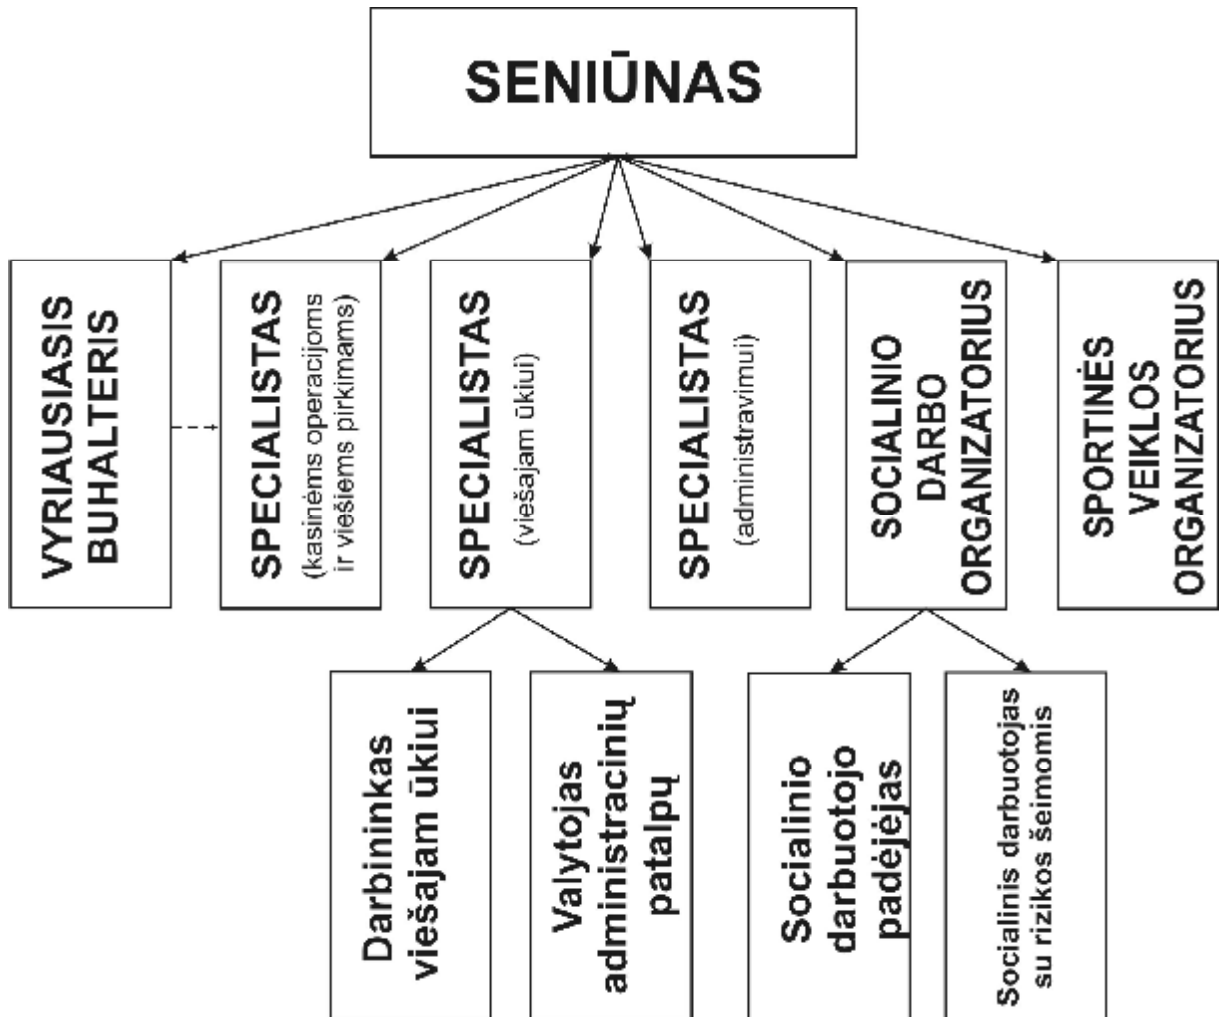 SENIŪNAS
VYRIAUSIASIS
BUHALTERIS
SPECIALISTAS
(kasinėms operacijoms
ir viešiems pirkimams)
SPECIALISTAS
(viešajam ūkiui)
SPECIALISTAS
(administravimui)
SOCIALINIO
DARBO
ORGANIZATORIUS
SPORTINĖS
VEIKLOS
ORGANIZATORIUS
Darbininkas
viešajam ūkiui
Valytojas
administracinių
patalpų
Socialinio
darbuotojo
padėjėjas
Socialinis darbuotojas
su rizikos šeimomis